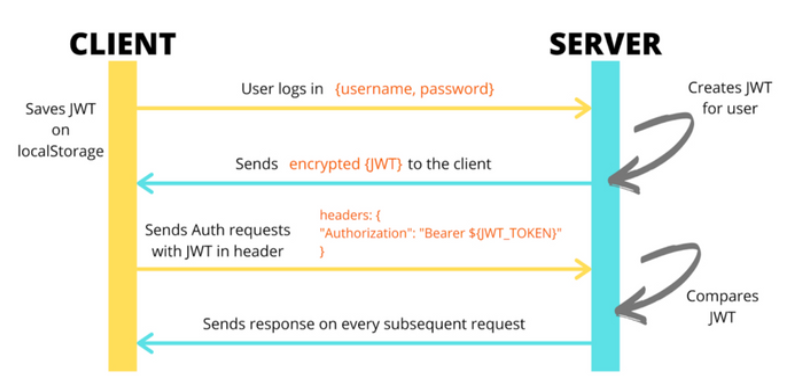 CLIENT
SERVER
User logs in {username, password}
Creates JWT
for user
Saves JWT
on
localStorage
Sends encrypted {JWT} to the client
Sends Auth requests
with JWT in header
headers: {
"Authorization": "Bearer ${JWT_TOKEN}"
}
Compares
JWT
Sends response on every subsequent request